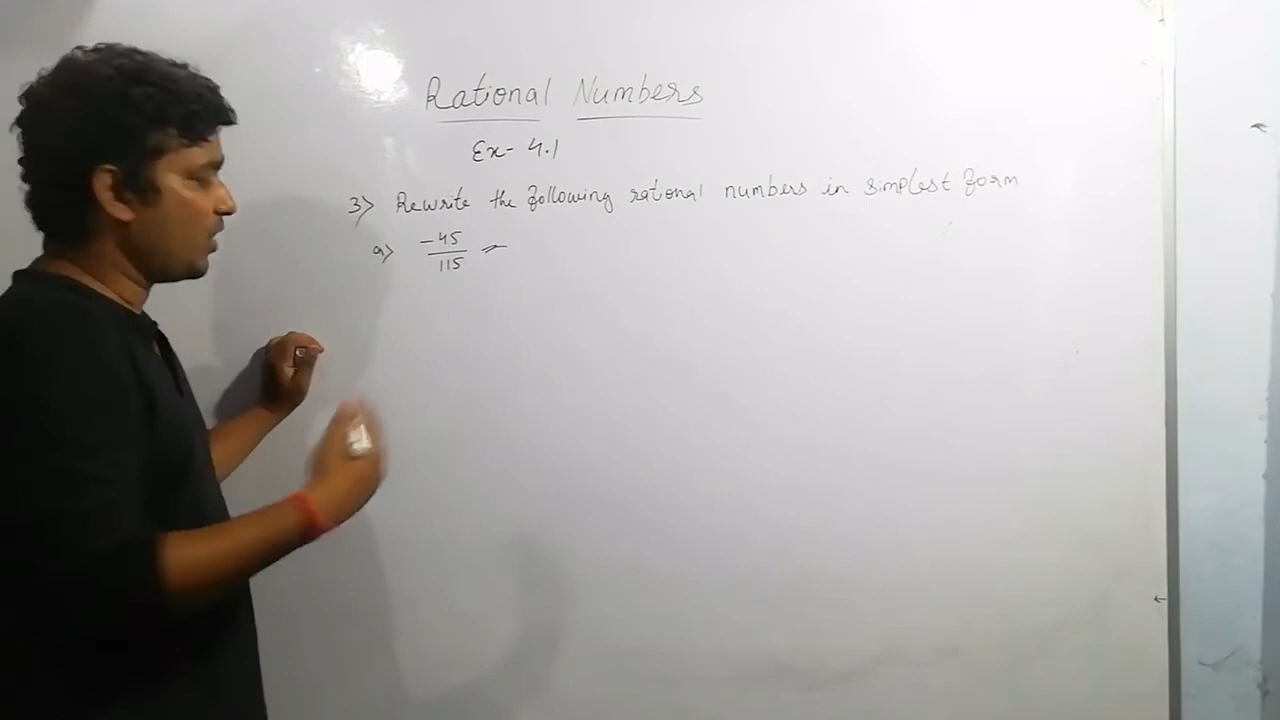 Rational Numbers
Ex- 4.1
3> Rewrite the following rational numbers in simplest form
a> -45/115 =